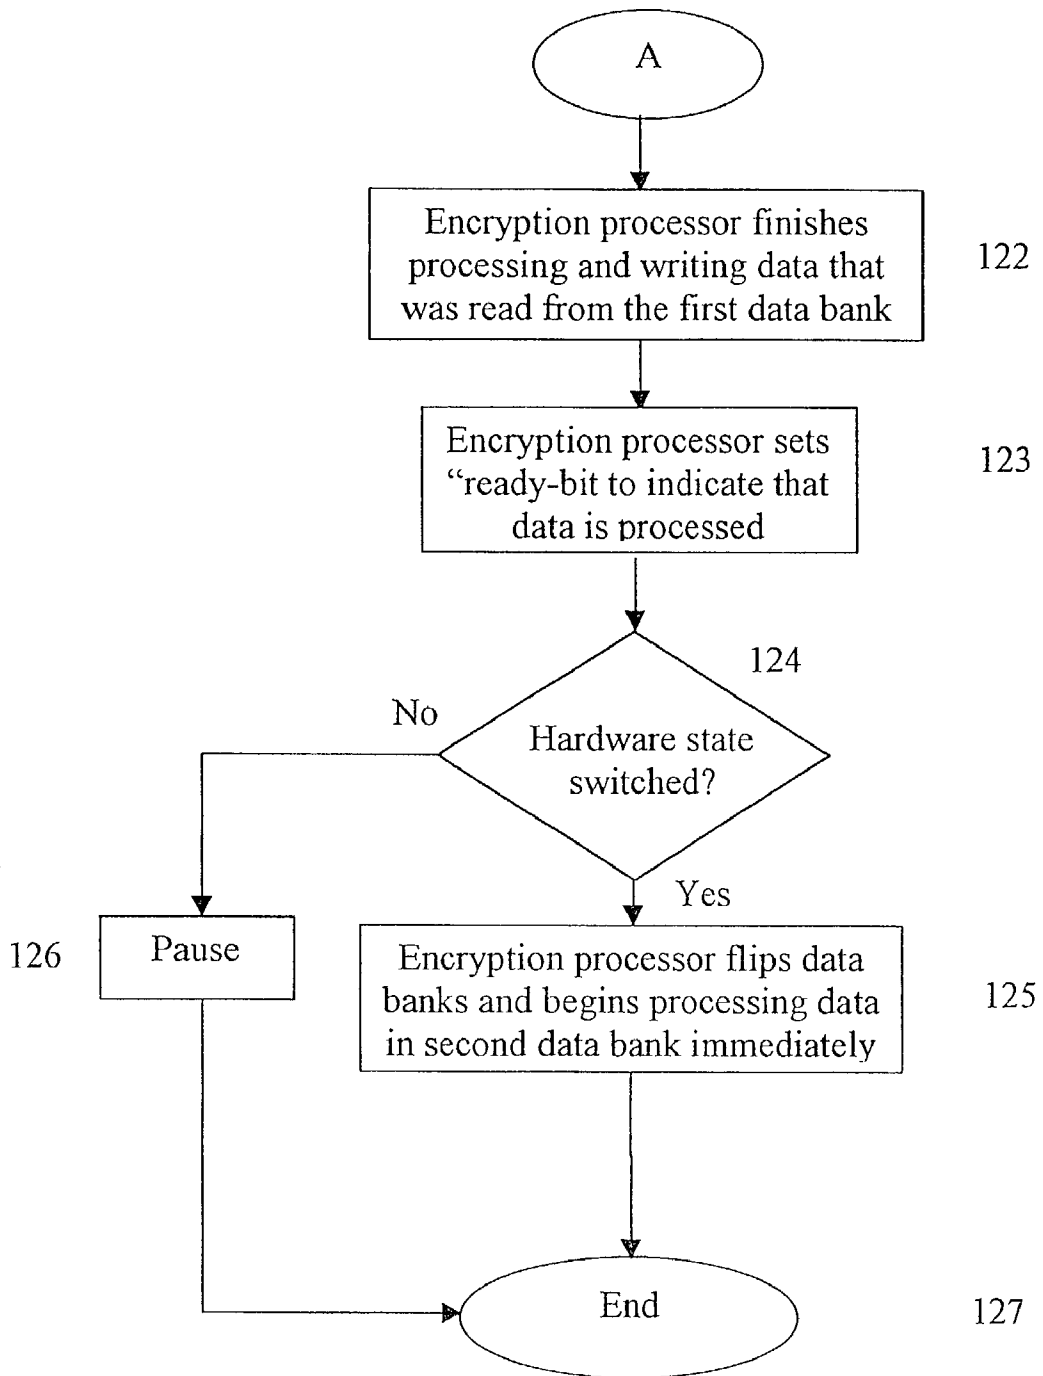 A
Encryption processor finishes
processing and writing data that
was read from the first data bank
122
Encryption processor sets
“ready-bit to indicate that
data is processed
123
124
Hardware state
switched?
No
Yes
126
Pause
Encryption processor flips data
banks and begins processing data
in second data bank immediately
125
End
127